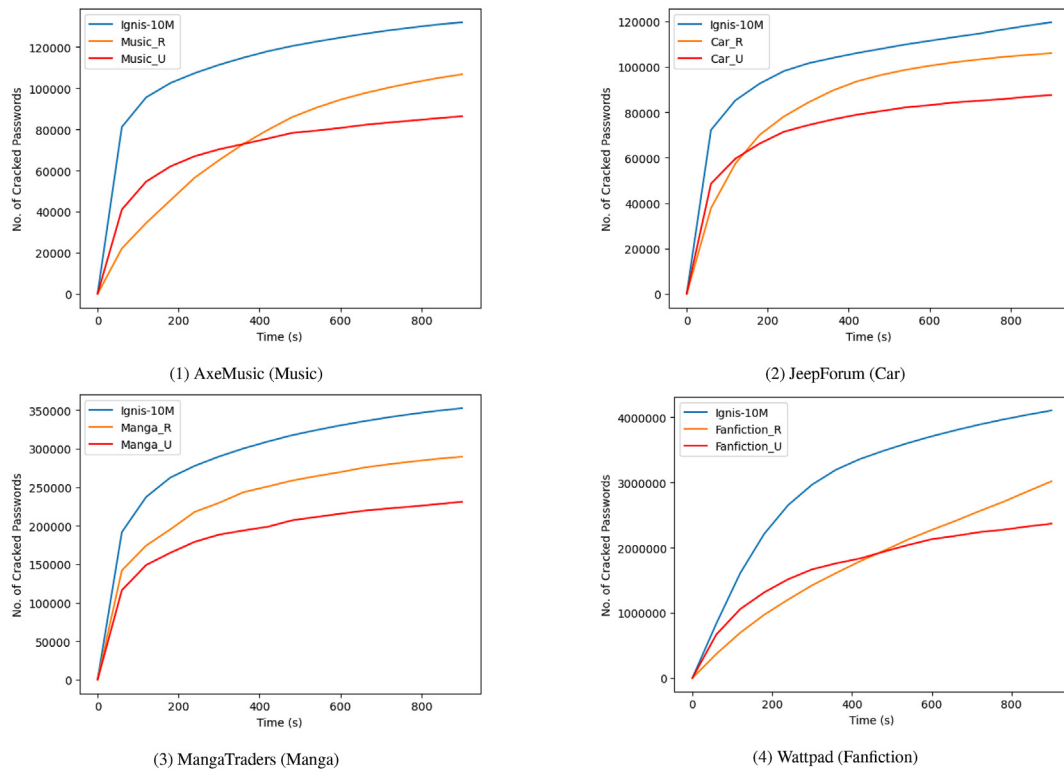 Ignis-10M
Music_R
Music_U
No. of Cracked Passwords
120000
100000
80000
60000
40000
20000
0
0 200 400 600 800
Time (s)
(1) AxeMusic (Music)
Ignis-10M
Car_R
Car_U
No. of Cracked Passwords
120000
100000
80000
60000
40000
20000
0
0 200 400 600 800
Time (s)
(2) JeepForum (Car)
Ignis-10M
Manga_R
Manga_U
No. of Cracked Passwords
350000
300000
250000
200000
150000
100000
50000
0
0 200 400 600 800
Time (s)
(3) MangaTraders (Manga)
Ignis-10M
Fanfiction_R
Fanfiction_U
No. of Cracked Passwords
4000000
3000000
2000000
1000000
0
0 200 400 600 800
Time (s)
(4) Wattpad (Fanfiction)